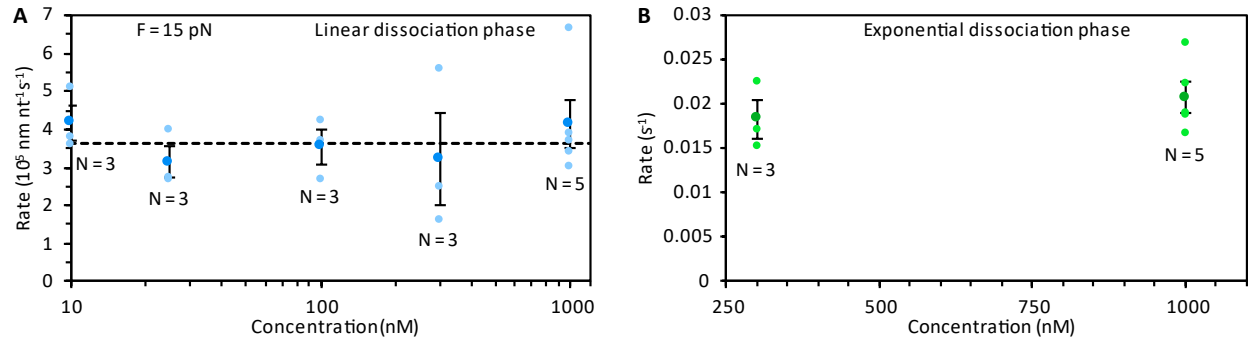 A
F = 15 pN
Linear dissociation phase
7
6
5
4
3
2
1
0
Rate (10⁵ nm nt⁻¹s⁻¹)
N = 3
N = 3
N = 3
N = 3
N = 5
10
100
1000
Concentration (nM)
B
Exponential dissociation phase
0.03
0.025
0.02
0.015
0.01
0.005
0
Rate (s⁻¹)
N = 3
N = 5
250
500
750
1000
Concentration (nM)